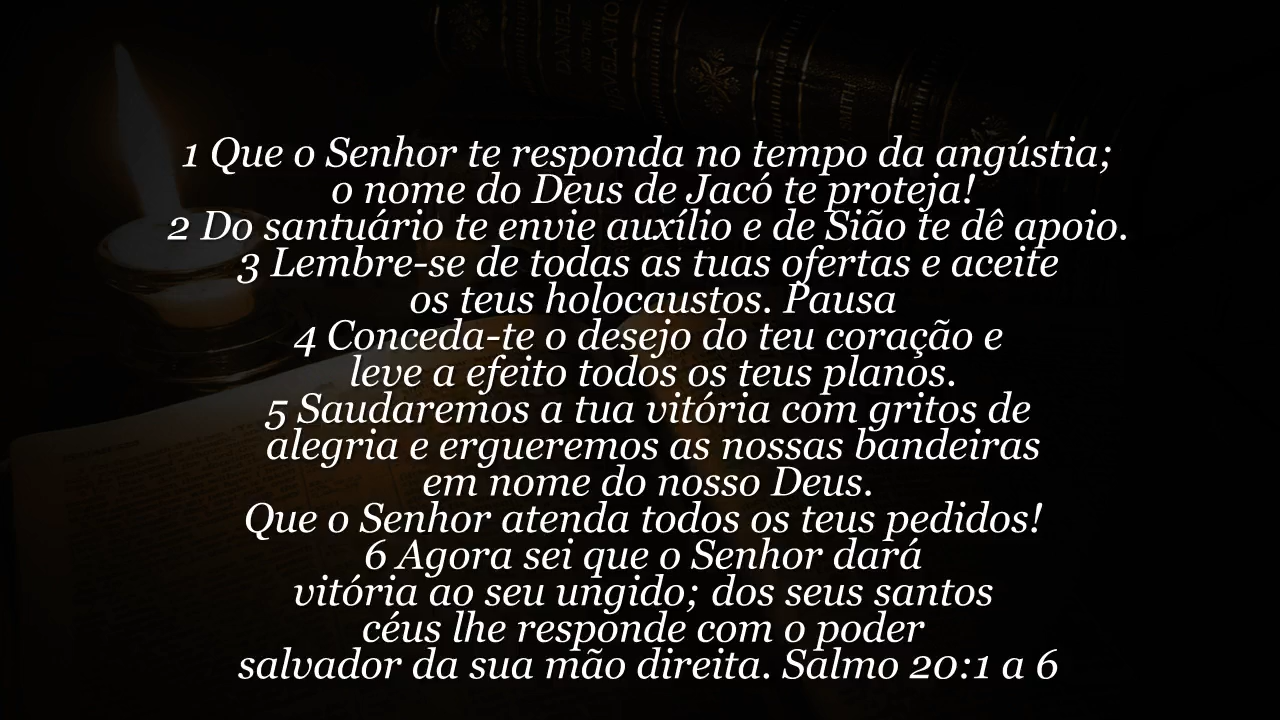 DANIEL
AND THE
REVELATION
SMITH
1 Que o Senhor te responda no tempo da angústia;
o nome do Deus de Jacó te proteja!
2 Do santuário te envie auxílio e de Sião te dê apoio.
3 Lembre-se de todas as tuas ofertas e aceite
os teus holocaustos. Pausa
4 Conceda-te o desejo do teu coração e
leve a efeito todos os teus planos.
5 Saudaremos a tua vitória com gritos de
alegria e ergueremos as nossas bandeiras
em nome do nosso Deus.
Que o Senhor atenda todos os teus pedidos!
6 Agora sei que o Senhor dará
vitória ao seu ungido; dos seus santos
céus lhe responde com o poder
salvador da sua mão direita. Salmo 20:1 a 6